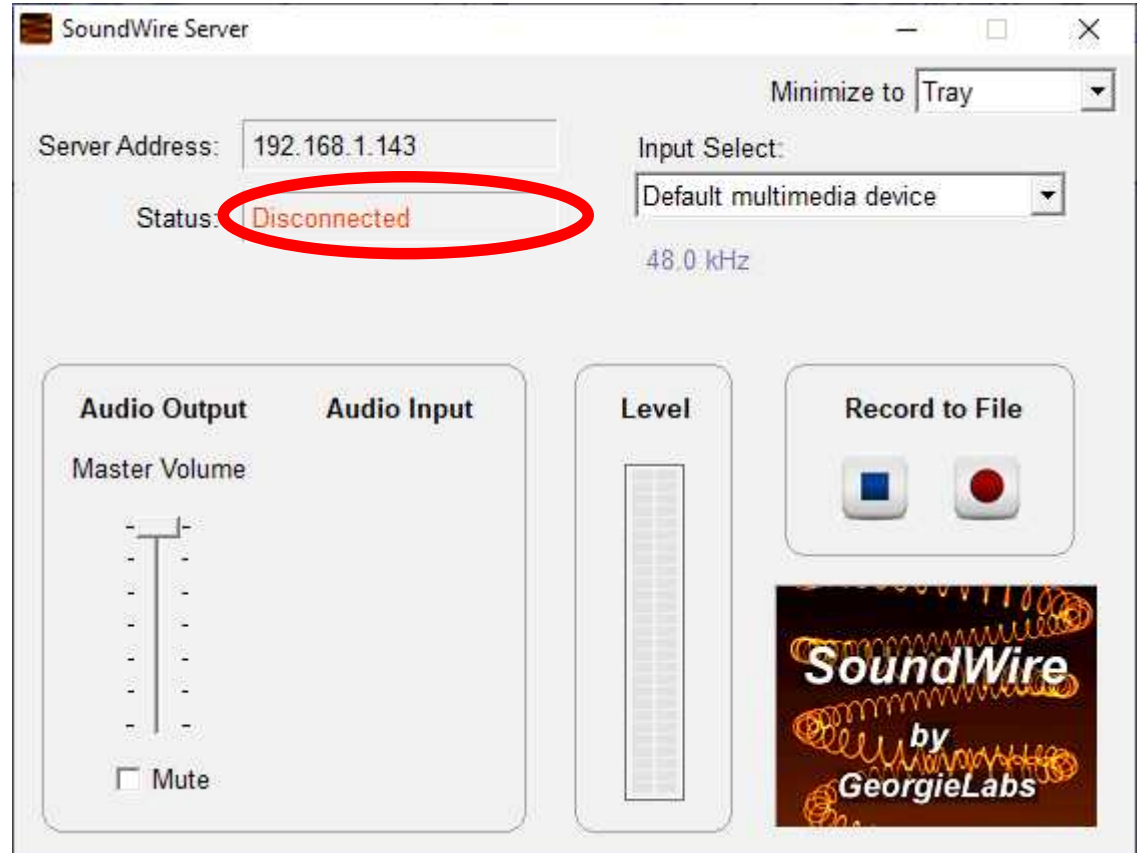 SoundWire Server
Minimize to Tray
Server Address: 192.168.1.143
Input Select:
Default multimedia device
Status: Disconnected
48.0 kHz
Audio Output Audio Input
Level
Record to File
Master Volume
Mute
SoundWire
by
GeorgieLabs